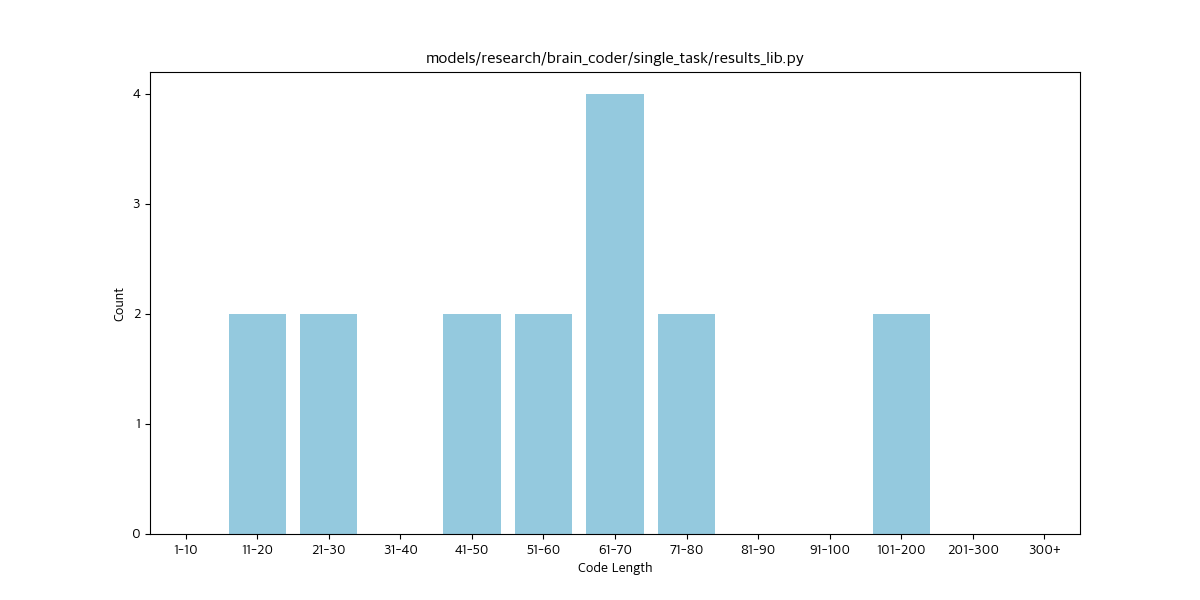 models/research/brain_coder/single_task/results_lib.py
4
3
2
1
0
Count
1-10 11-20 21-30 31-40 41-50 51-60 61-70 71-80 81-90 91-100 101-200 201-300 300+
Code Length